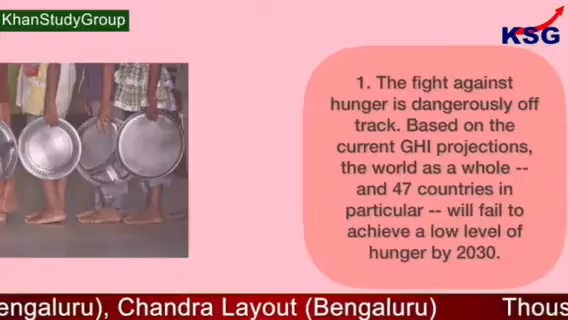 KhanStudyGroup
KSG
1. The fight against
hunger is dangerously off
track. Based on the
current GHI projections,
the world as a whole --
and 47 countries in
particular -- will fail to
achieve a low level of
hunger by 2030.
engaluru), Chandra Layout (Bengaluru) Thous